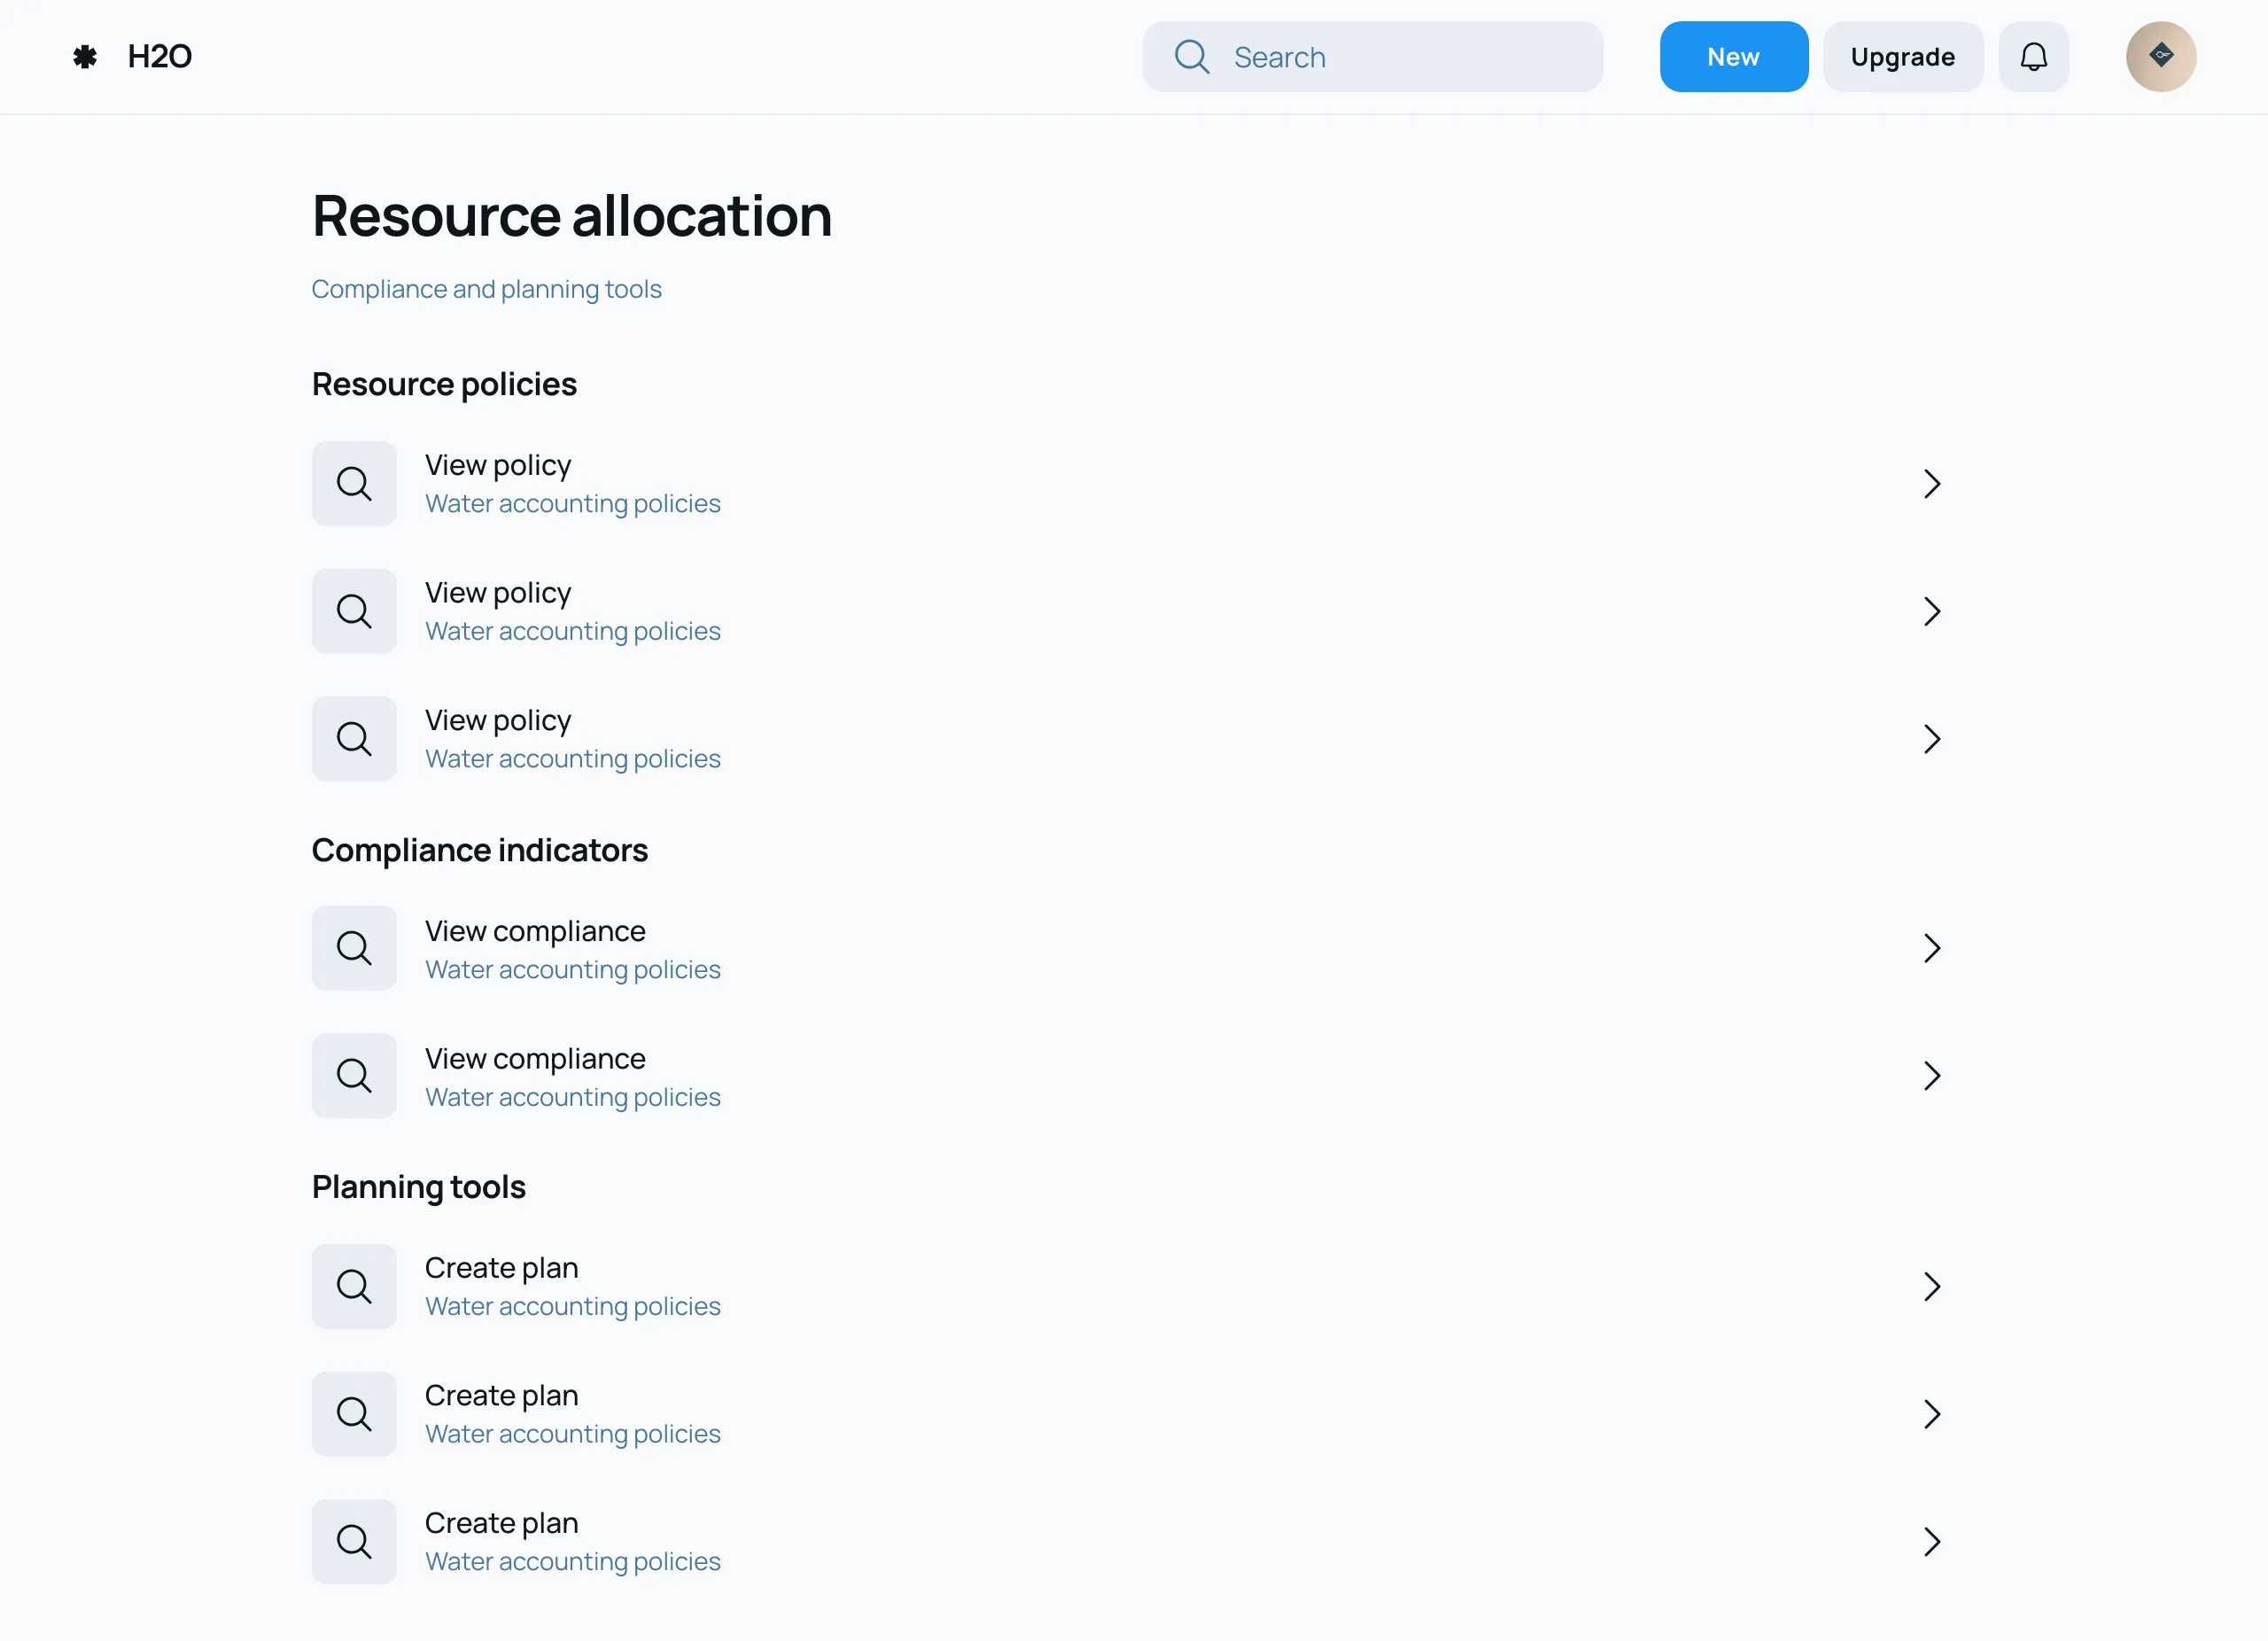 H2O
Search
New
Upgrade
Resource allocation
Compliance and planning tools
Resource policies
View policy
Water accounting policies
View policy
Water accounting policies
View policy
Water accounting policies
Compliance indicators
View compliance
Water accounting policies
View compliance
Water accounting policies
Planning tools
Create plan
Water accounting policies
Create plan
Water accounting policies
Create plan
Water accounting policies